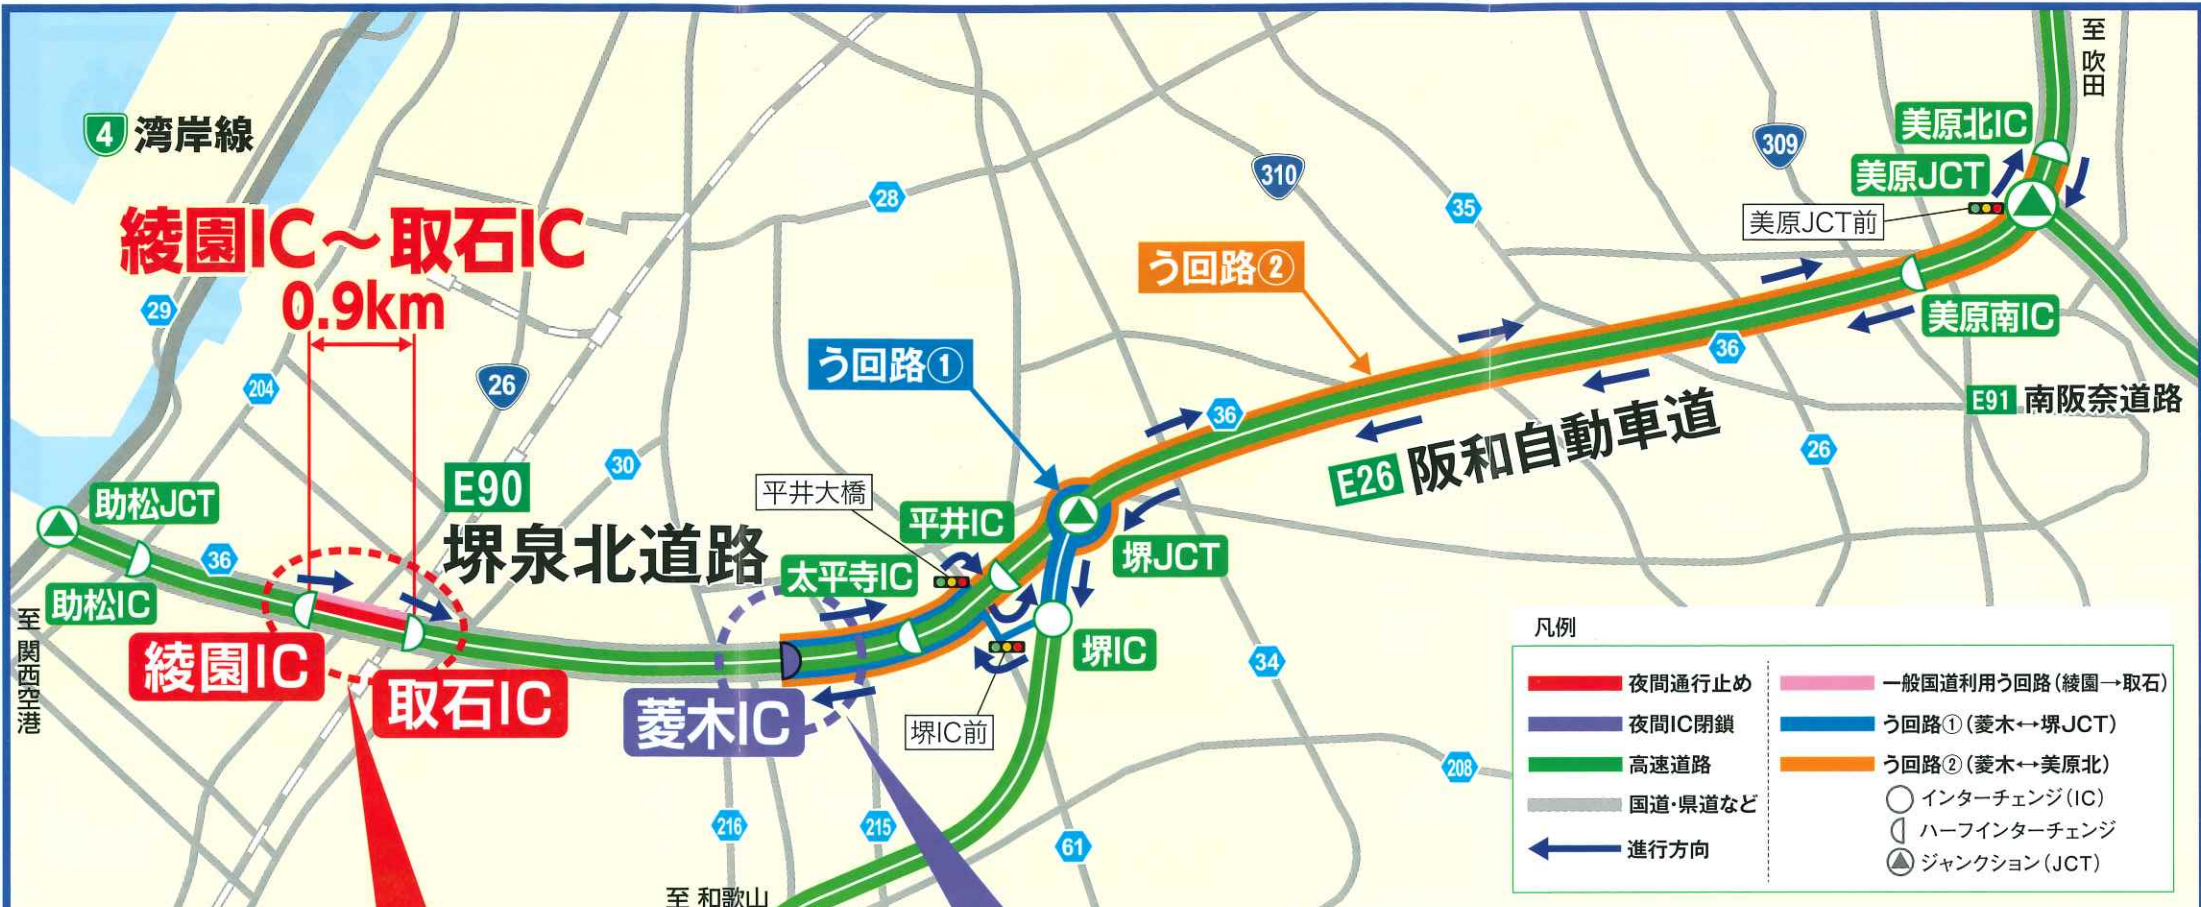 至 吹田
4 湾岸線
美原北IC
309
美原JCT
310
28
35
美原JCT前
綾園IC～取石IC
0.9km
う回路②
29
美原南IC
36
う回路①
204
26
E91 南阪奈道路
36
E26 阪和自動車道
26
30
E90
堺泉北道路
平井大橋
助松JCT
平井IC
堺JCT
36
太平寺IC
助松IC
至 関西空港
綾園IC
取石IC
菱木IC
堺IC
堺IC前
34
208
216
215
61
至 和歌山
凡例
夜間通行止め
夜間IC閉鎖
高速道路
国道・県道など
進行方向
一般国道利用う回路(綾園→取石)
う回路①(菱木↔堺JCT)
う回路②(菱木↔美原北)
インターチェンジ(IC)
ハーフインターチェンジ
ジャンクション(JCT)